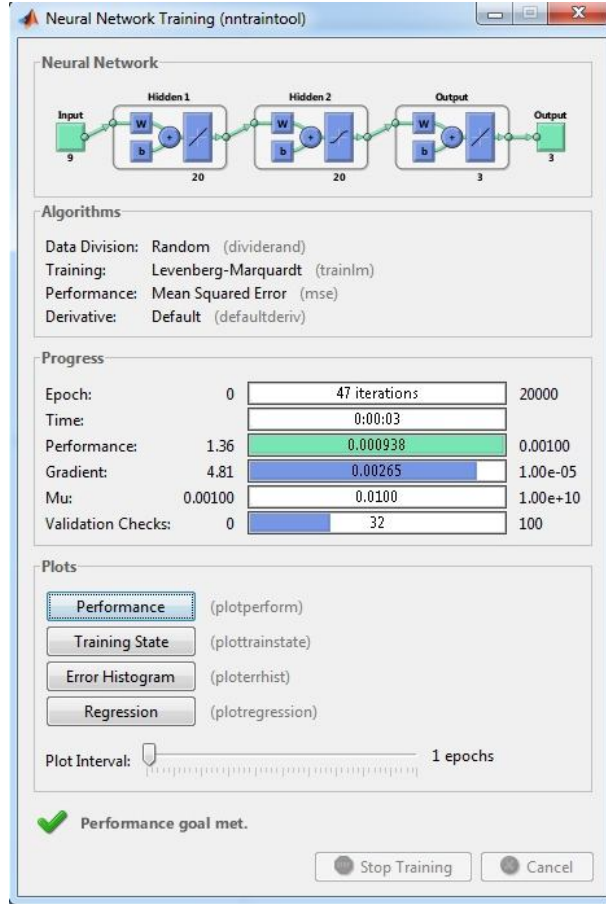 Neural Network Training (nntraintool)
Neural Network
Hidden 1 Hidden 2 Output
Input Output
W W W
+ + +
b b b
9 3
20 20 3
Algorithms
Data Division: Random (dividerand)
Training: Levenberg-Marquardt (trainlm)
Performance: Mean Squared Error (mse)
Derivative: Default (defaultderiv)
Progress
Epoch: 0 47 iterations 20000
Time: 0:00:03
Performance: 1.36 0.000938 0.00100
Gradient: 4.81 0.00265 1.00e-05
Mu: 0.00100 0.0100 1.00e+10
Validation Checks: 0 32 100
Plots
Performance (plotperform)
Training State (plottrainstate)
Error Histogram (ploterrhist)
Regression (plotregression)
Plot Interval: 1 epochs
Performance goal met.
Stop Training Cancel